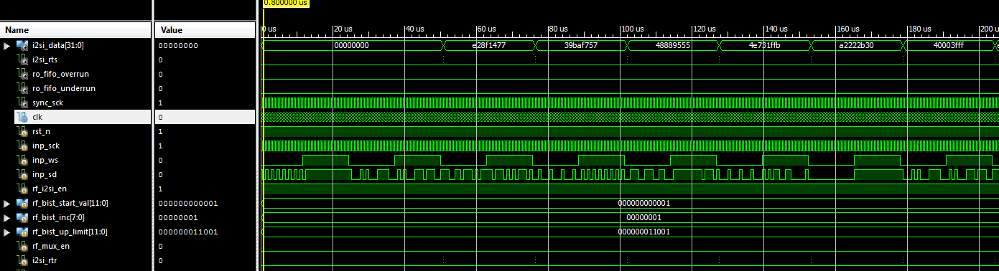 0.800000 us
Name Value
0 us 20 us 40 us 60 us 80 us 100 us 120 us 140 us 160 us 180 us 200 us
i2si_data[31:0] 00000000 00000000 e28f1477 39baf757 48889555 4e731ffb a2222b30 40003fff
i2si_rts 0
ro_fifo_overrun 0
ro_fifo_underrun 0
sync_sck 1
clk 0
rst_n 1
inp_sck 1
inp_ws 0
inp_sd 0
rf_i2si_en 1
rf_bist_start_val[11:0] 000000000001 000000000001
rf_bist_inc[7:0] 00000001 00000001
rf_bist_up_limit[11:0] 000000011001 000000011001
rf_mux_en 0
i2si_rtr 0